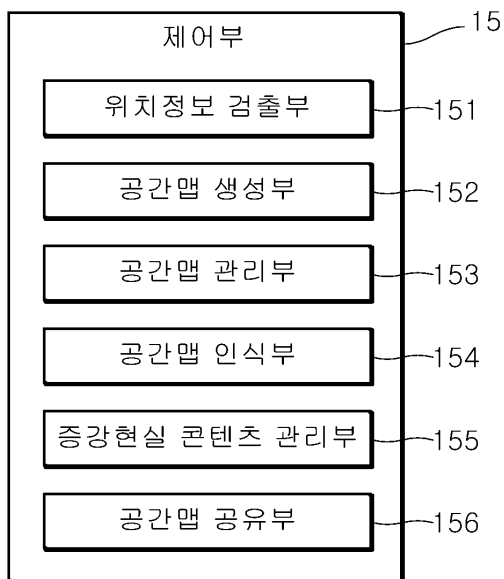 제어부 15
위치정보 검출부 151
공간맵 생성부 152
공간맵 관리부 153
공간맵 인식부 154
증강현실 콘텐츠 관리부 155
공간맵 공유부 156